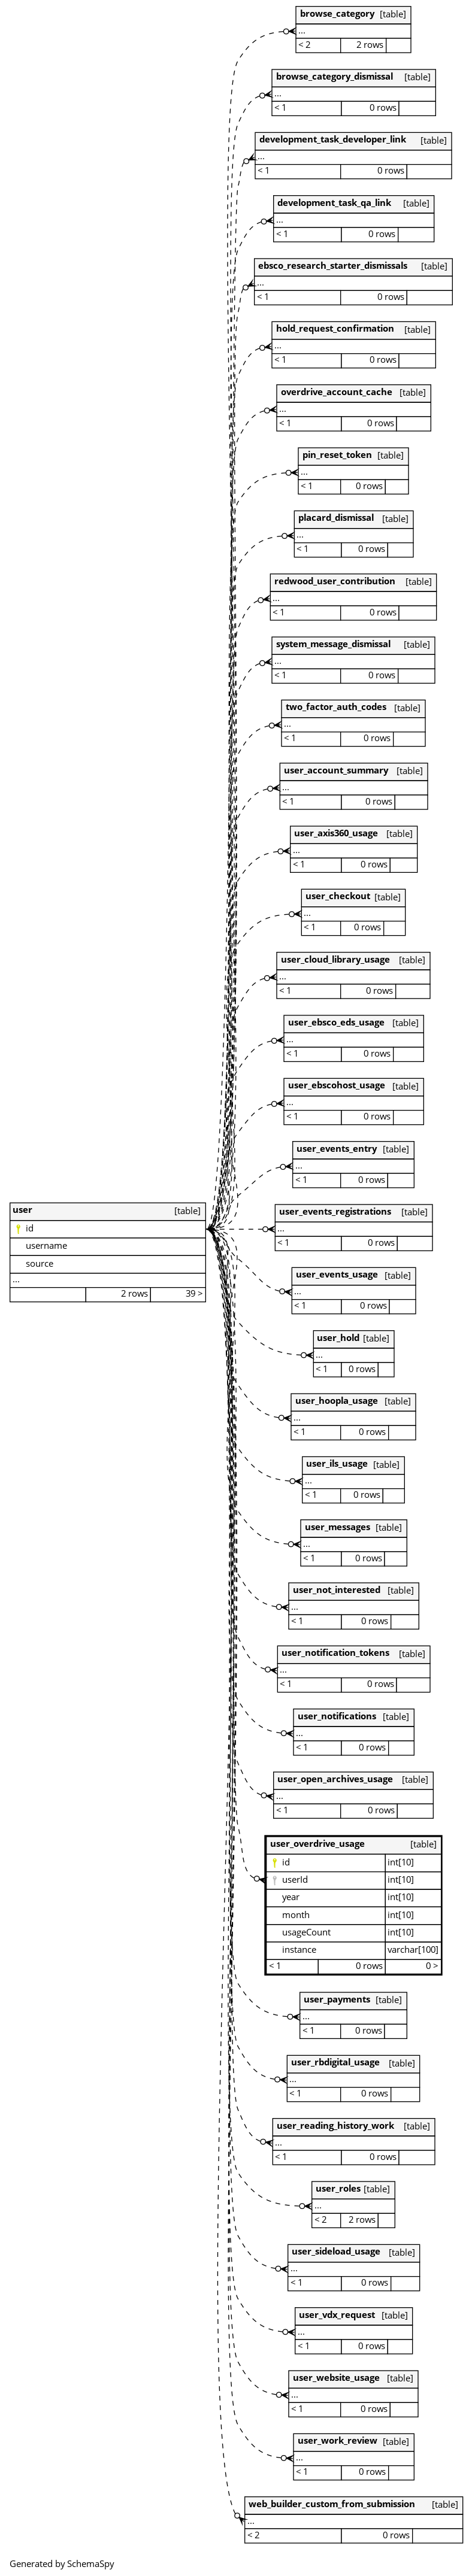 browse_category [table]
...
< 2 2 rows
browse_category_dismissal [table]
...
< 1 0 rows
development_task_developer_link [table]
...
< 1 0 rows
development_task_qa_link [table]
...
< 1 0 rows
ebsco_research_starter_dismissals [table]
...
< 1 0 rows
hold_request_confirmation [table]
...
< 1 0 rows
overdrive_account_cache [table]
...
< 1 0 rows
pin_reset_token [table]
...
< 1 0 rows
placard_dismissal [table]
...
< 1 0 rows
redwood_user_contribution [table]
...
< 1 0 rows
system_message_dismissal [table]
...
< 1 0 rows
two_factor_auth_codes [table]
...
< 1 0 rows
user_account_summary [table]
...
< 1 0 rows
user_axis360_usage [table]
...
< 1 0 rows
user_checkout [table]
...
< 1 0 rows
user_cloud_library_usage [table]
...
< 1 0 rows
user_ebsco_eds_usage [table]
...
< 1 0 rows
user_ebscohost_usage [table]
...
< 1 0 rows
user_events_entry [table]
...
< 1 0 rows
user [table]
id
username
source
...
2 rows 39 >
user_events_registrations [table]
...
< 1 0 rows
user_events_usage [table]
...
< 1 0 rows
user_hold [table]
...
< 1 0 rows
user_hoopla_usage [table]
...
< 1 0 rows
user_ils_usage [table]
...
< 1 0 rows
user_messages [table]
...
< 1 0 rows
user_not_interested [table]
...
< 1 0 rows
user_notification_tokens [table]
...
< 1 0 rows
user_notifications [table]
...
< 1 0 rows
user_open_archives_usage [table]
...
< 1 0 rows
user_overdrive_usage [table]
id int[10]
userId int[10]
year int[10]
month int[10]
usageCount int[10]
instance varchar[100]
< 1 0 rows 0 >
user_payments [table]
...
< 1 0 rows
user_rbdigital_usage [table]
...
< 1 0 rows
user_reading_history_work [table]
...
< 1 0 rows
user_roles [table]
...
< 2 2 rows
user_sideload_usage [table]
...
< 1 0 rows
user_vdx_request [table]
...
< 1 0 rows
user_website_usage [table]
...
< 1 0 rows
user_work_review [table]
...
< 1 0 rows
web_builder_custom_from_submission [table]
...
< 2 0 rows
Generated by SchemaSpy